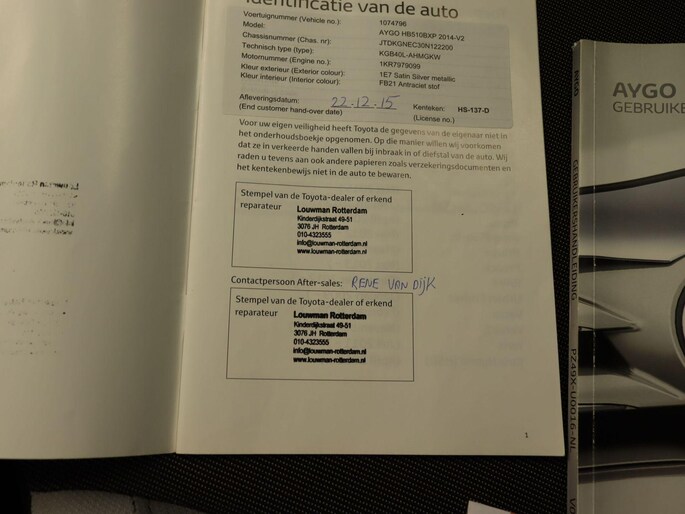 Identificatie van de auto
Voertuignummer (Vehicle no.): 1074796
Model: AYGO HB510BXP 2014-V2
Chassisnummer (Chas. nr): JTDKGNEC30N122200
Technisch type (type): KGB40L-AHMGKW
Motornummer (Engine no.): 1KR7979099
Kleur exterieur (Exterior colour): 1E7 Satin Silver metallic
Kleur interieur (Interior colour): FB21 Antraciet stof
Afleveringsdatum: 22-12-15 Kenteken: HS-137-D
(End customer hand-over date) (License no.)
Voor uw eigen veiligheid heeft Toyota de gegevens van de eigenaar niet in
het onderhoudsboekje opgenomen. Op die manier willen wij voorkomen
dat ze in verkeerde handen vallen bij inbraak in of diefstal van de auto. Wij
raden u tevens aan ook andere papieren zoals verzekeringsdocumenten en
het kentekenbewijs niet in de auto te bewaren.
Stempel van de Toyota-dealer of erkend
reparateur Louwman Rotterdam
Kinderdijkstraat 49-51
3076 JH Rotterdam
010-4323555
info@louwman-rotterdam.nl
www.louwman-rotterdam.nl
Contactpersoon After-sales: RENE VAN DIJK
Stempel van de Toyota-dealer of erkend
reparateur Louwman Rotterdam
Kinderdijkstraat 49-51
3076 JH Rotterdam
010-4323555
info@louwman-rotterdam.nl
www.louwman-rotterdam.nl
1
AYGO
GEBRUIKE
AYGO GEBRUIKERSHANDLEIDING PZ49X-U0016-NL